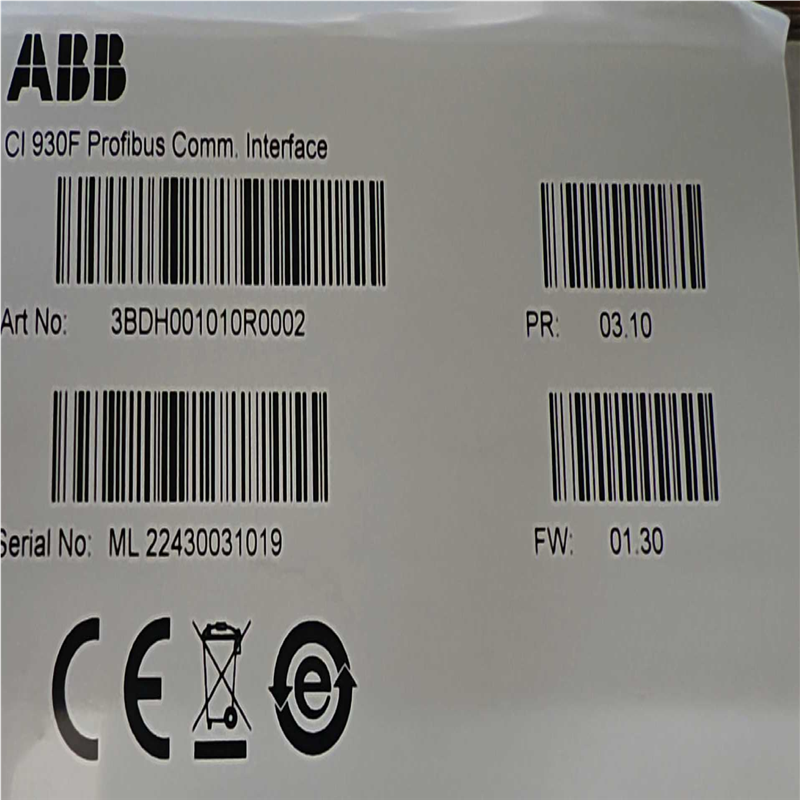 ABB
CI 930F Profibus Comm. Interface
Art No: 3BDH001010R0002 PR: 03.10
Serial No: ML 22430031019 FW: 01.30
CE e